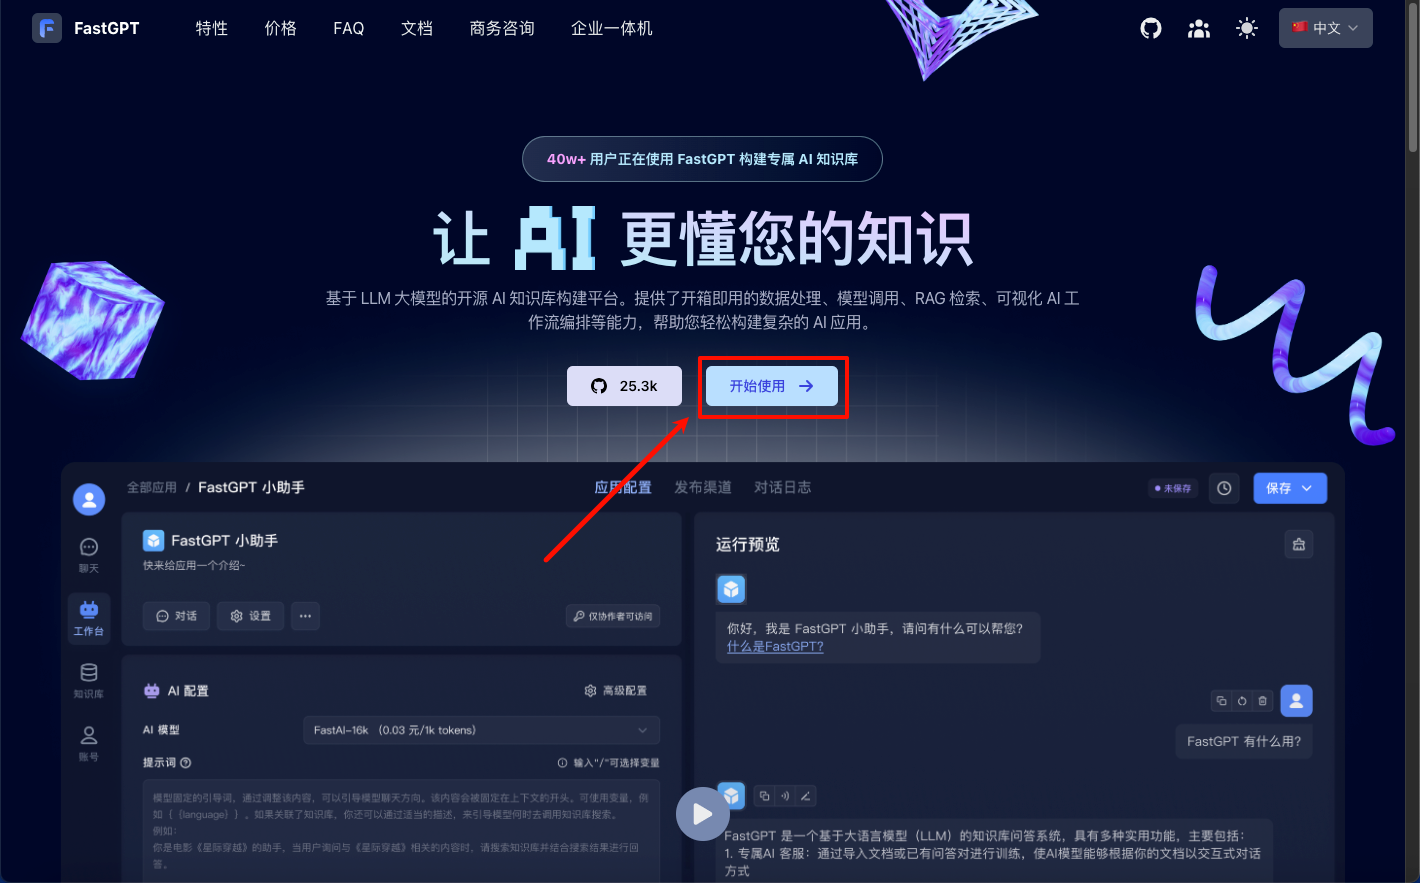 FastGPT 特性 价格 FAQ 文档 商务咨询 企业一体机 中文
40w+ 用户正在使用 FastGPT 构建专属 AI 知识库
让 AI 更懂您的知识
基于 LLM 大模型的开源 AI 知识库构建平台。提供了开箱即用的数据处理、模型调用、RAG 检索、可视化 AI 工
作流编排等能力，帮助您轻松构建复杂的 AI 应用。
25.3k 开始使用
全部应用 / FastGPT 小助手 应用配置 发布渠道 对话日志 未保存 保存
聊天
工作台
知识库
账号
FastGPT 小助手
快来给应用一个介绍~
对话 设置 ··· 仅协作者可访问
AI 配置 高级配置
AI 模型 FastAI-16k （0.03 元/1k tokens）
提示词 输入"/"可选择变量
模型固定的引导词，通过调整该内容，可以引导模型聊天方向。该内容会被固定在上下文的开头。可使用变量，例
如 {｛language｝} 。如果关联了知识库，你还可以通过适当的描述，来引导模型何时去调用知识库搜索。
例如：
你是电影《星际穿越》的助手，当用户询问与《星际穿越》相关的内容时，请搜索知识库并结合搜索结果进行回
答。
运行预览
你好，我是 FastGPT 小助手，请问有什么可以帮您？
什么是FastGPT?
FastGPT 有什么用?
FastGPT 是一个基于大语言模型（LLM）的知识库问答系统，具有多种实用功能，主要包括：
1. 专属AI 客服：通过导入文档或已有问答对进行训练，使AI模型能够根据你的文档以交互式对话
方式